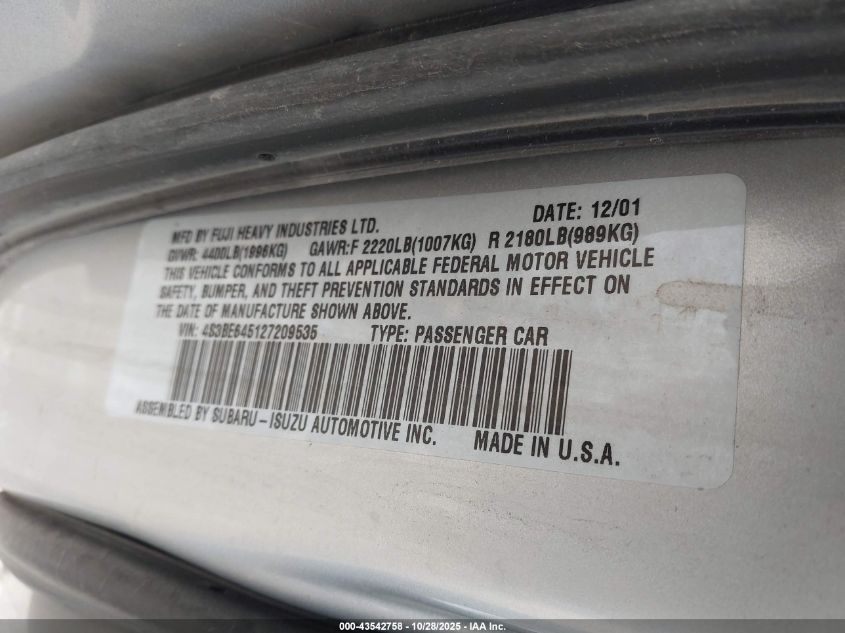 MFD BY FUJI HEAVY INDUSTRIES LTD. DATE: 12/01
GVWR: 4400LB(1996KG) GAWR:F 2220LB(1007KG) R 2180LB(989KG)
THIS VEHICLE CONFORMS TO ALL APPLICABLE FEDERAL MOTOR VEHICLE
SAFETY, BUMPER, AND THEFT PREVENTION STANDARDS IN EFFECT ON
THE DATE OF MANUFACTURE SHOWN ABOVE.
VIN: 4S3BE645127209535 TYPE: PASSENGER CAR
ASSEMBLED BY SUBARU-ISUZU AUTOMOTIVE INC. MADE IN U.S.A.
000-43542758 - 10/28/2025 - IAA Inc.